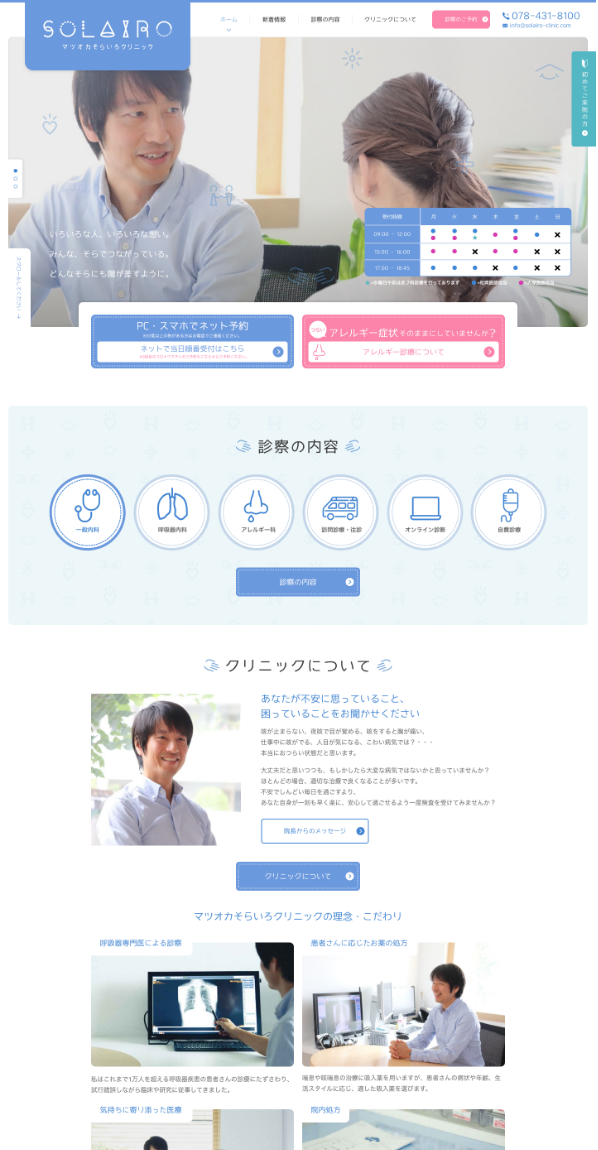 SOLAIRO
マツオカそらいろクリニック
ホーム
新着情報
診察の内容
クリニックについて
診察のご予約
078-431-8100
info@solairo-clinic.com
初めてご来院の方
いろいろな人、いろいろな想い。
みんな、そらでつながっている。
どんなそらにも陽が差すように。
スクロールしてください
受付時間 月 火 水 木 金 土 日
09:00 - 12:00
15:00 - 16:00
17:00 - 18:45
PC・スマホでネット予約
ネットで当日順番受付はこちら
つらい アレルギー症状 そのままにしていませんか?
アレルギー診療について
診察の内容
一般内科
呼吸器内科
アレルギー科
訪問診療・往診
オンライン診断
自費診療
診察の内容
クリニックについて
あなたが不安に思っていること、
困っていることをお聞かせください
咳が止まらない、夜咳で目が覚める、咳をすると胸が痛い、
仕事中に咳がでる、人目が気になる、こわい病気では?・・・
本当におつらい状態だと思います。
大丈夫だと思いつつも、もしかしたら大変な病気ではないかと思っていませんか?
ほとんどの場合、適切な治療で良くなることが多いです。
不安でしんどい毎日を過ごすより、
あなた自身が一刻も早く楽に、安心して過ごせるよう一度検査を受けてみませんか?
院長からのメッセージ
クリニックについて
マツオカそらいろクリニックの理念・こだわり
呼吸器専門医による診察
患者さんに応じたお薬の処方
私はこれまで1万人を超える呼吸器疾患の患者さんの診療にたずさわり、
試行錯誤しながら臨床や研究に従事してきました。
喘息や咳喘息の治療に吸入薬を用いますが、患者さんの病状や年齢、生
活スタイルに応じ、適した吸入薬を選びます。
気持ちに寄り添った医療
院内処方